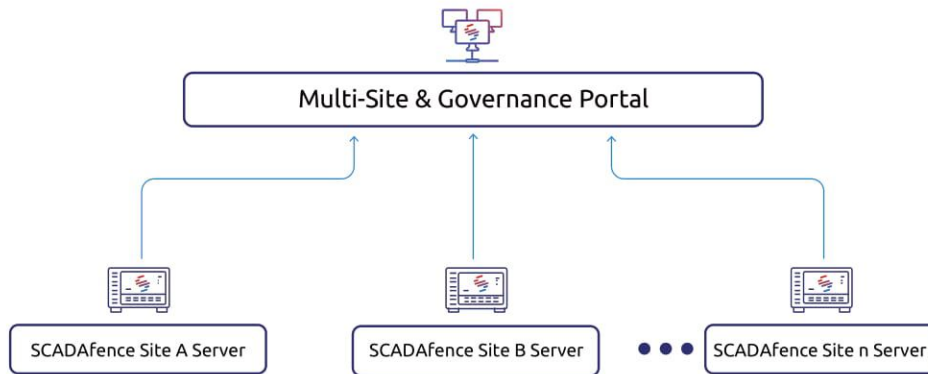 Multi-Site & Governance Portal
SCADAfence Site A Server
SCADAfence Site B Server
SCADAfence Site n Server